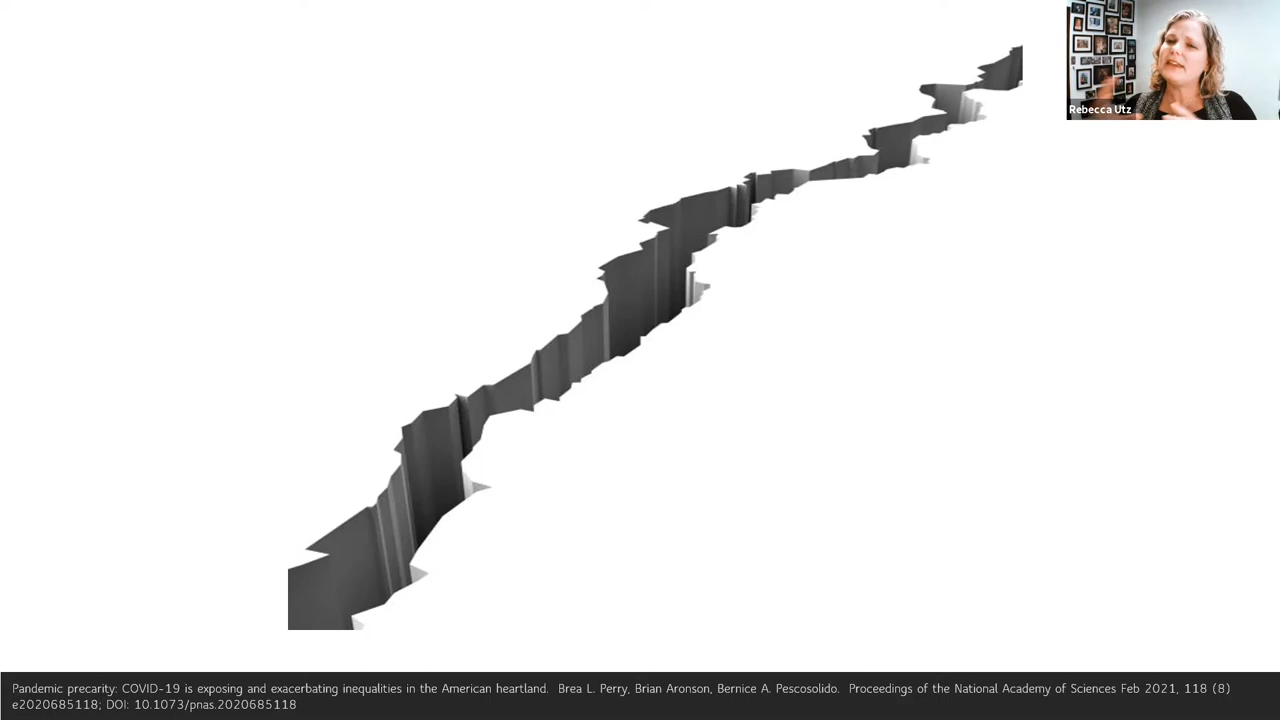 Rebecca Utz
Pandemic precarity: COVID-19 is exposing and exacerbating inequalities in the American heartland. Brea L. Perry, Brian Aronson, Bernice A. Pescosolido. Proceedings of the National Academy of Sciences Feb 2021, 118 (8)
e2020685118; DOI: 10.1073/pnas.2020685118